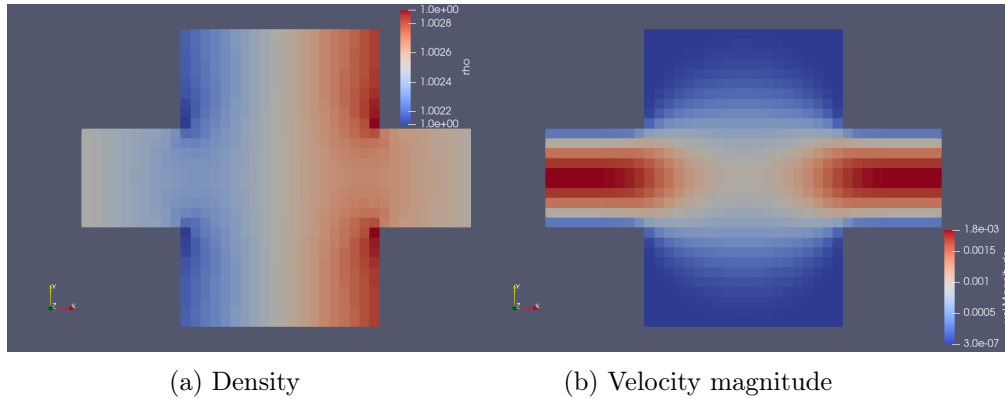 1.0e+00
1.0028
1.0026
1.0024
1.0022
1.0e+00
rho
Y
Z X
Y
Z X
1.8e-03
0.0015
0.001
0.0005
3.0e-07
(a) Density
(b) Velocity magnitude